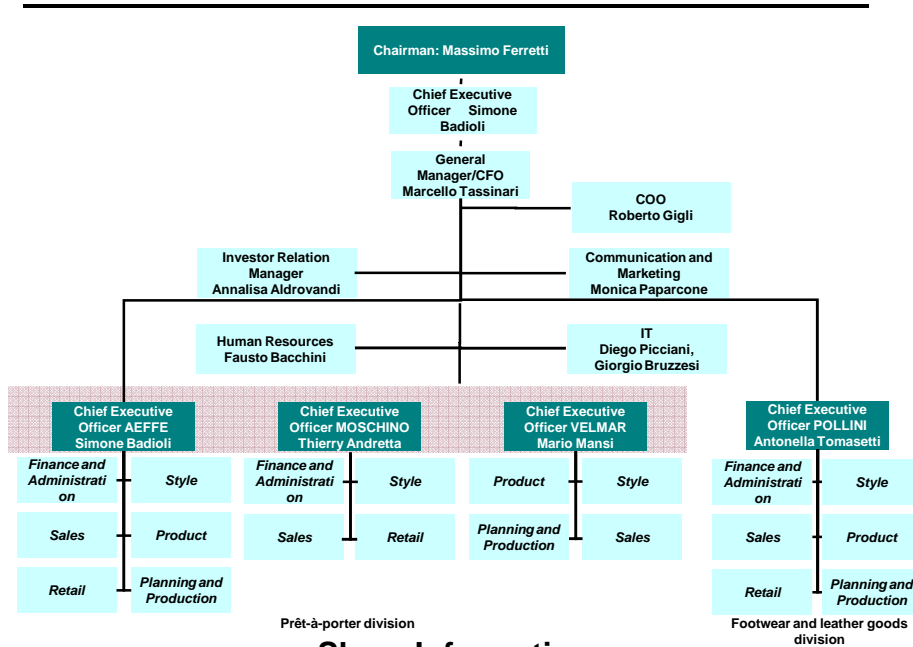 Chairman: Massimo Ferretti
Chief Executive
Officer Simone
Badioli
General
Manager/CFO
Marcello Tassinari
COO
Roberto Gigli
Investor Relation
Manager
Annalisa Aldrovandi
Communication and
Marketing
Monica Paparcone
Human Resources
Fausto Bacchini
IT
Diego Picciani,
Giorgio Bruzzesi
Chief Executive
Officer AEFFE
Simone Badioli
Chief Executive
Officer MOSCHINO
Thierry Andretta
Chief Executive
Officer VELMAR
Mario Mansi
Chief Executive
Officer POLLINI
Antonella Tomasetti
Finance and
Administrati
on
Style
Sales
Product
Retail
Planning and
Production
Finance and
Administrati
on
Style
Sales
Retail
Product
Style
Planning and
Production
Sales
Finance and
Administrati
on
Style
Sales
Product
Retail
Planning and
Production
Prêt-à-porter division
Footwear and leather goods
division